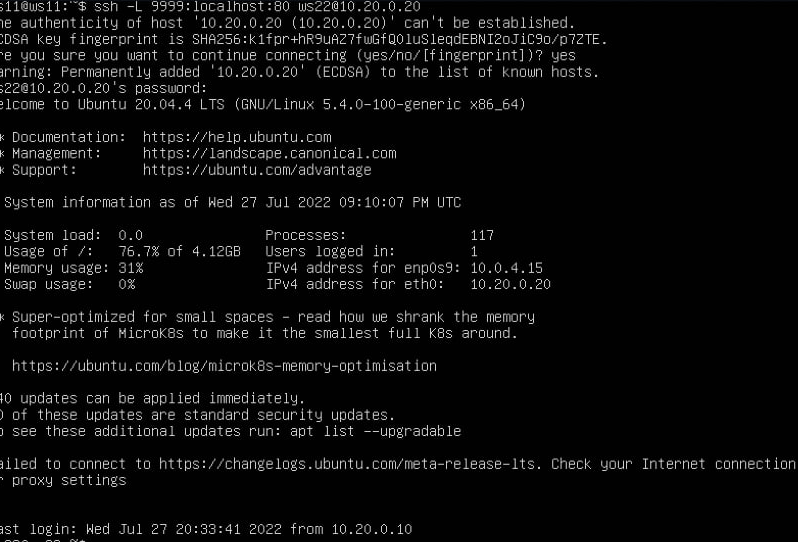 s11@ws11:~$ ssh -L 9999:localhost:80 ws22@10.20.0.20
he authenticity of host '10.20.0.20 (10.20.0.20)' can't be established.
CDSA key fingerprint is SHA256:k1fpr+hR9uAZ7fwGfQ0luSleqdEBNI2oJiC9o/p7ZTE.
re you sure you want to continue connecting (yes/no/[fingerprint])? yes
arning: Permanently added '10.20.0.20' (ECDSA) to the list of known hosts.
s22@10.20.0.20's password:
elcome to Ubuntu 20.04.4 LTS (GNU/Linux 5.4.0-100-generic x86_64)
* Documentation: https://help.ubuntu.com
* Management: https://landscape.canonical.com
* Support: https://ubuntu.com/advantage
System information as of Wed 27 Jul 2022 09:10:07 PM UTC
System load: 0.0 Processes: 117
Usage of /: 76.7% of 4.12GB Users logged in: 1
Memory usage: 31% IPv4 address for enp0s9: 10.0.4.15
Swap usage: 0% IPv4 address for eth0: 10.20.0.20
* Super-optimized for small spaces - read how we shrank the memory
footprint of MicroK8s to make it the smallest full K8s around.
https://ubuntu.com/blog/microk8s-memory-optimisation
40 updates can be applied immediately.
0 of these updates are standard security updates.
o see these additional updates run: apt list --upgradable
ailed to connect to https://changelogs.ubuntu.com/meta-release-lts. Check your Internet connection
r proxy settings
ast login: Wed Jul 27 20:33:41 2022 from 10.20.0.10